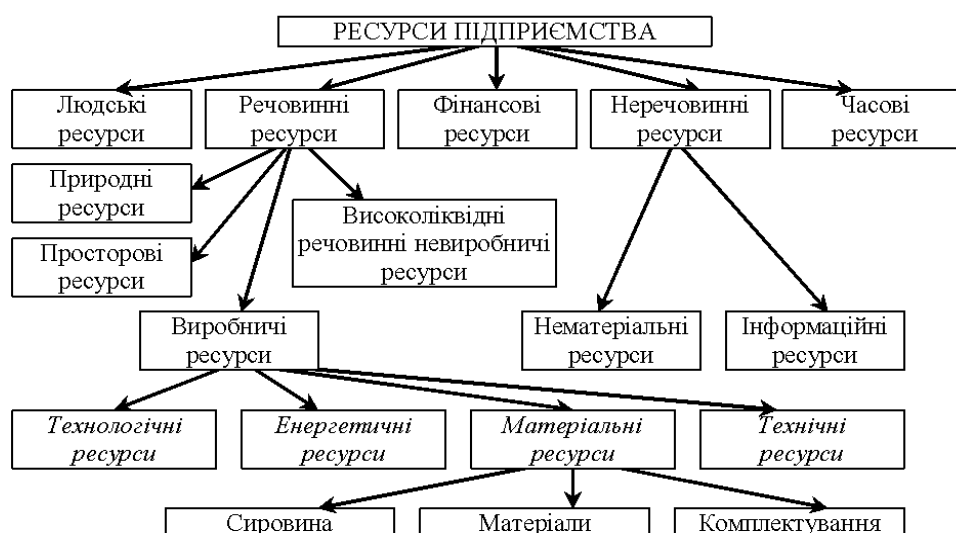 РЕСУРСИ ПІДПРИЄМСТВА
Людські
ресурси
Речовинні
ресурси
Фінансові
ресурси
Неречовинні
ресурси
Часові
ресурси
Природні
ресурси
Просторові
ресурси
Високоліквідні
речовинні невиробничі
ресурси
Виробничі
ресурси
Нематеріальні
ресурси
Інформаційні
ресурси
Технологічні
ресурси
Енергетичні
ресурси
Матеріальні
ресурси
Технічні
ресурси
Сировина
Матеріали
Комплектування